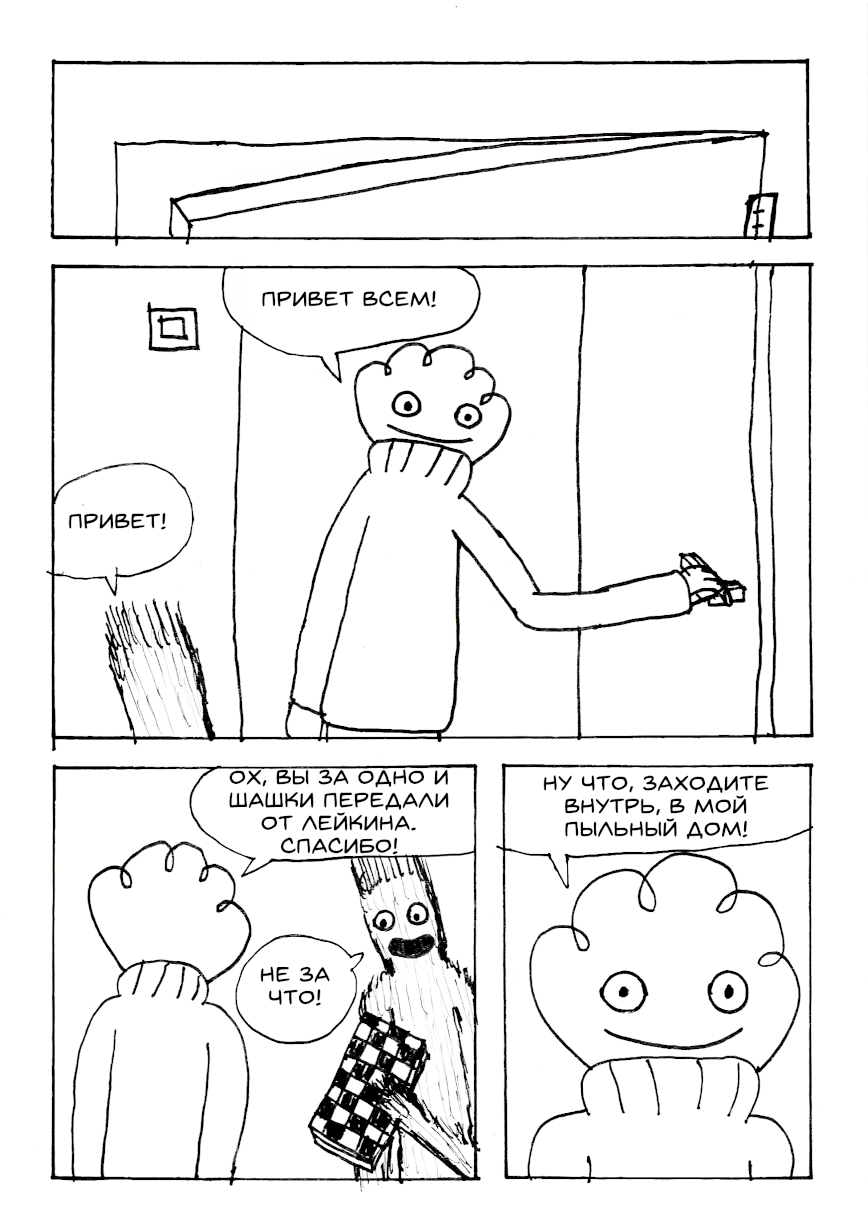 ПРИВЕТ ВСЕМ!
ПРИВЕТ!
ОХ, ВЫ ЗА ОДНО И
ШАШКИ ПЕРЕДАЛИ
ОТ ЛЕЙКИНА.
СПАСИБО!
НЕ ЗА
ЧТО!
НУ ЧТО, ЗАХОДИТЕ
ВНУТРЬ, В МОЙ
ПЫЛЬНЫЙ ДОМ!